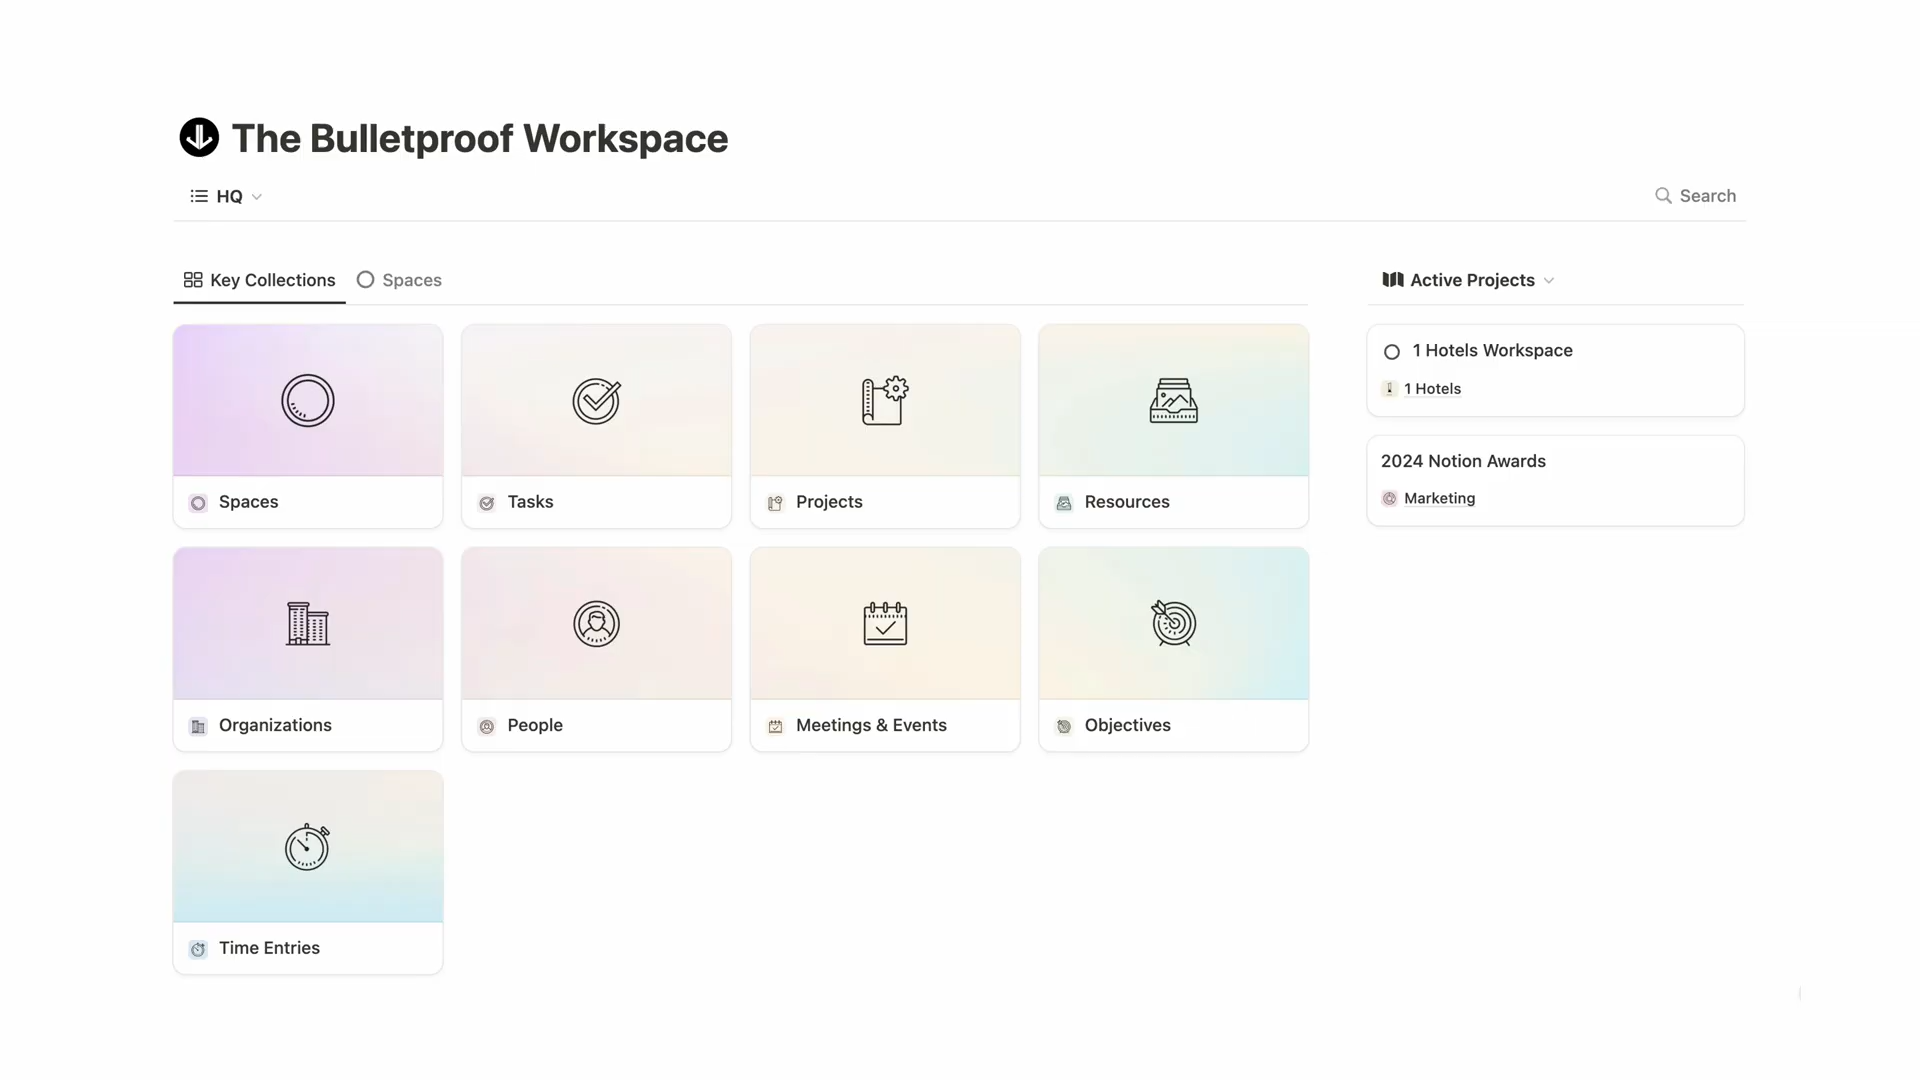 The Bulletproof Workspace
HQ
Search
Key Collections
Spaces
Active Projects
Spaces
Tasks
Projects
Resources
1 Hotels Workspace
1 Hotels
2024 Notion Awards
Marketing
Organizations
People
Meetings & Events
Objectives
Time Entries